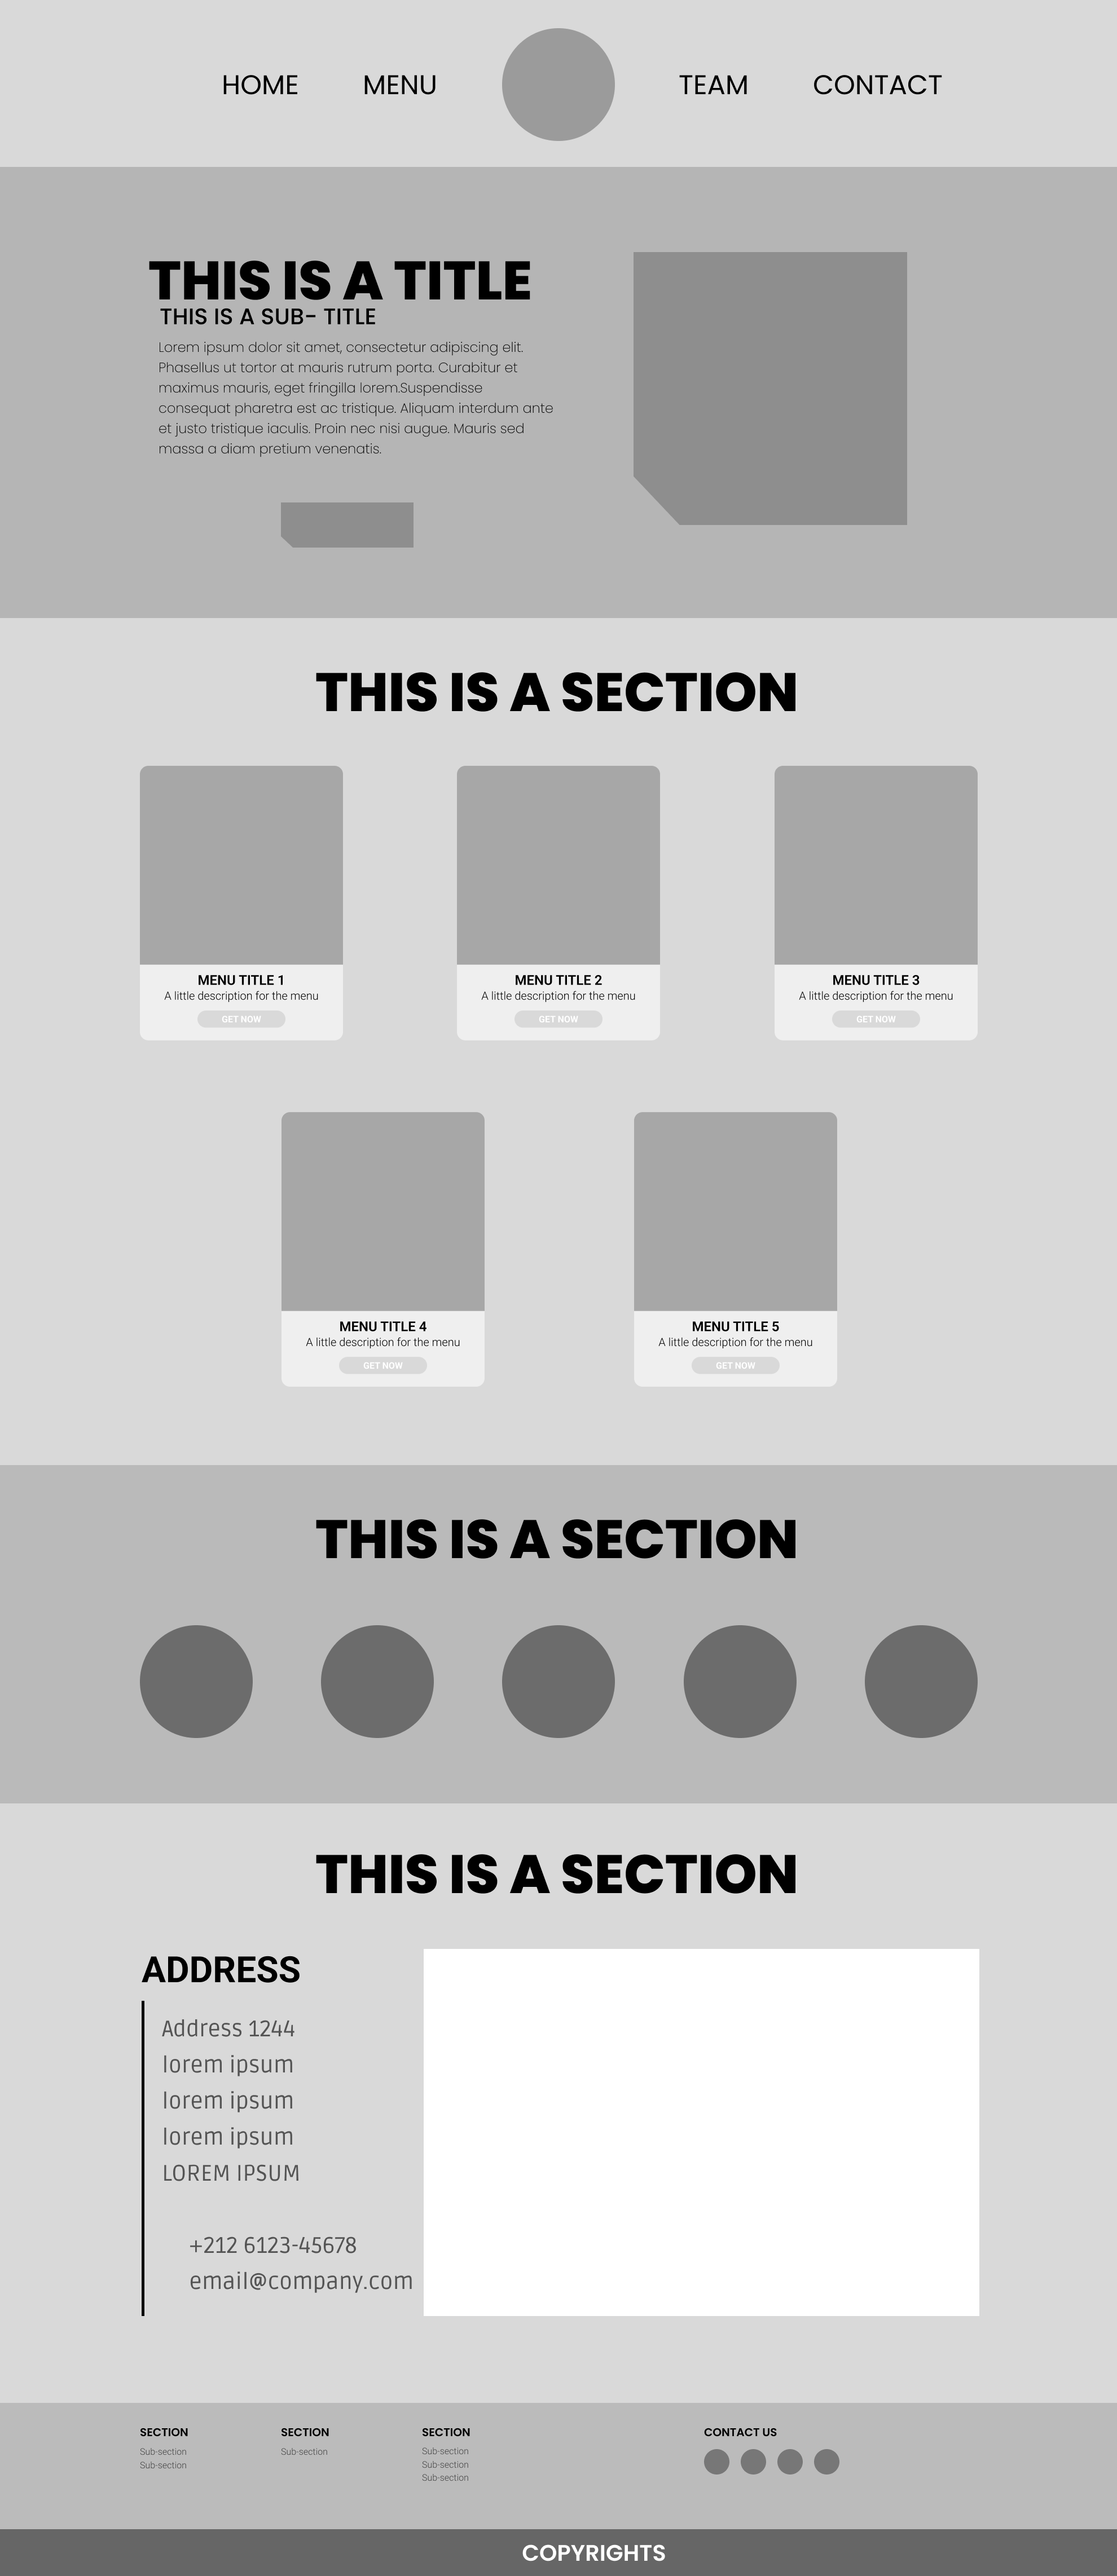 HOME MENU TEAM CONTACT
THIS IS A TITLE
THIS IS A SUB- TITLE
Lorem ipsum dolor sit amet, consectetur adipiscing elit.
Phasellus ut tortor at mauris rutrum porta. Curabitur et
maximus mauris, eget fringilla lorem.Suspendisse
consequat pharetra est ac tristique. Aliquam interdum ante
et justo tristique iaculis. Proin nec nisi augue. Mauris sed
massa a diam pretium venenatis.
THIS IS A SECTION
MENU TITLE 1
A little description for the menu
GET NOW
MENU TITLE 2
A little description for the menu
GET NOW
MENU TITLE 3
A little description for the menu
GET NOW
MENU TITLE 4
A little description for the menu
GET NOW
MENU TITLE 5
A little description for the menu
GET NOW
THIS IS A SECTION
THIS IS A SECTION
ADDRESS
Address 1244
lorem ipsum
lorem ipsum
lorem ipsum
LOREM IPSUM
+212 6123-45678
email@company.com
SECTION
Sub-section
Sub-section
SECTION
Sub-section
SECTION
Sub-section
Sub-section
Sub-section
CONTACT US
COPYRIGHTS